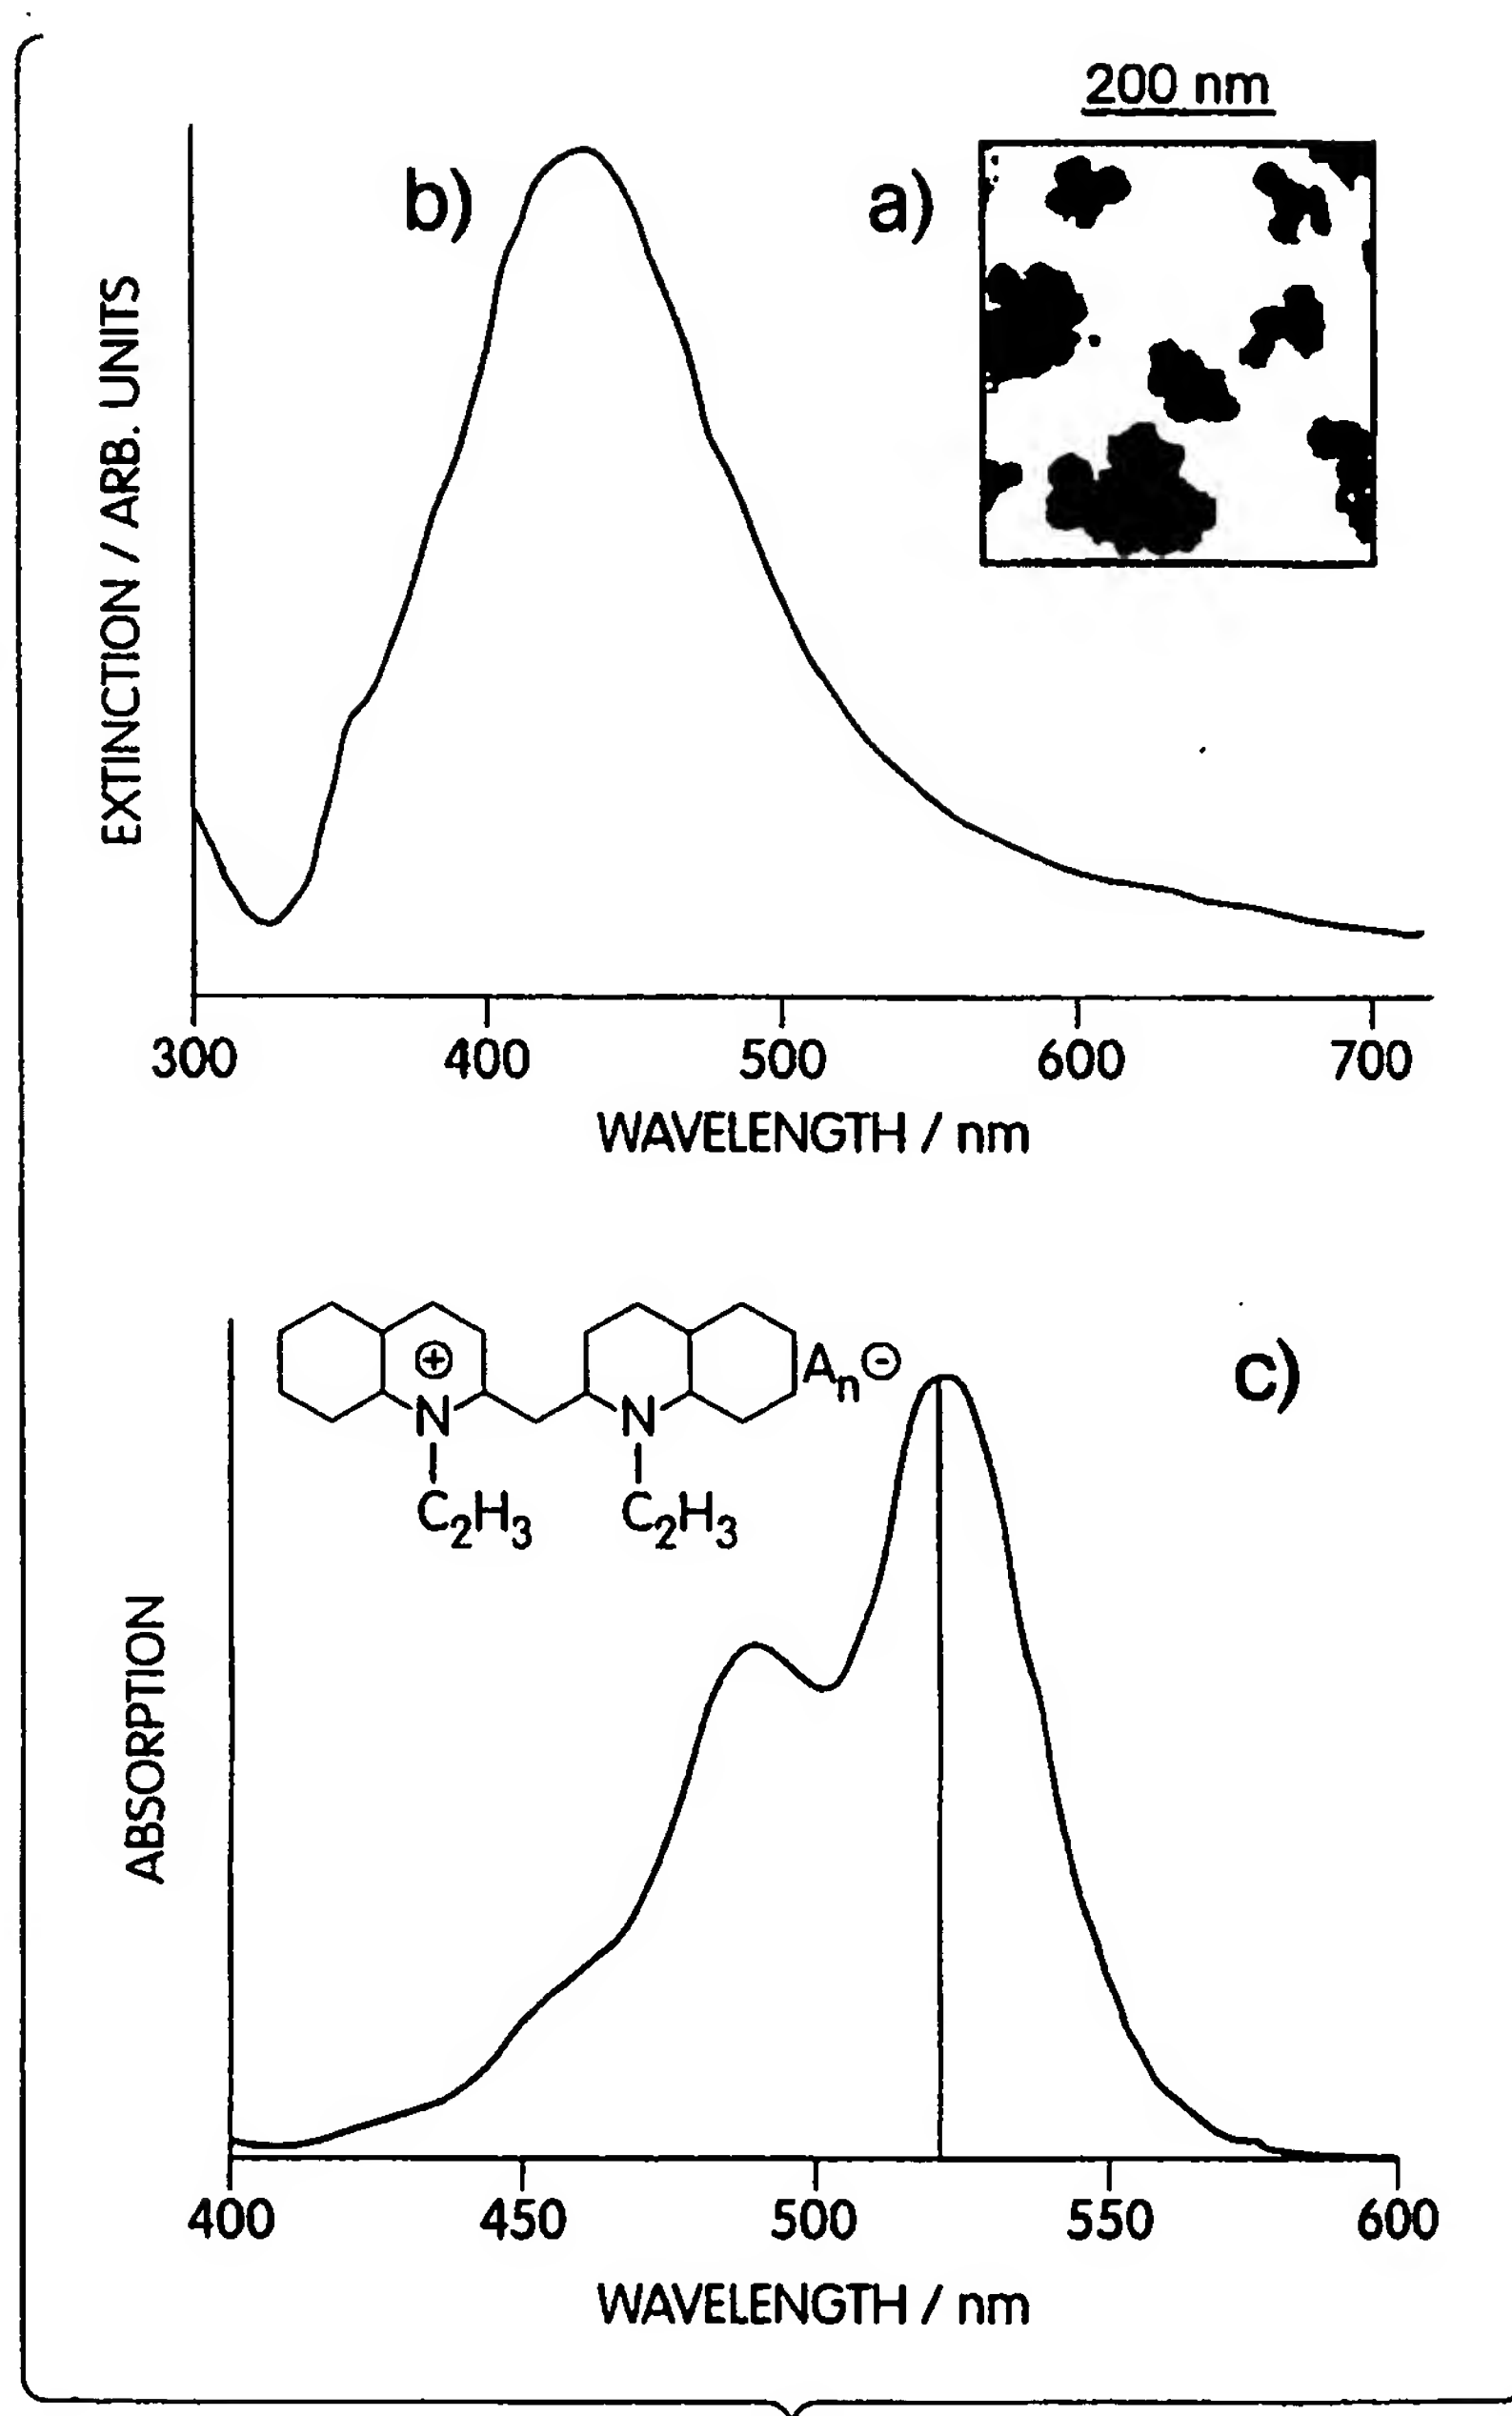 200 nm
b)
a)
EXTINCTION / ARB. UNITS
300 400 500 600 700
WAVELENGTH / nm
c)
⊕
Aₙ⊖
N N
C₂H₃ C₂H₃
ABSORPTION
400 450 500 550 600
WAVELENGTH / nm